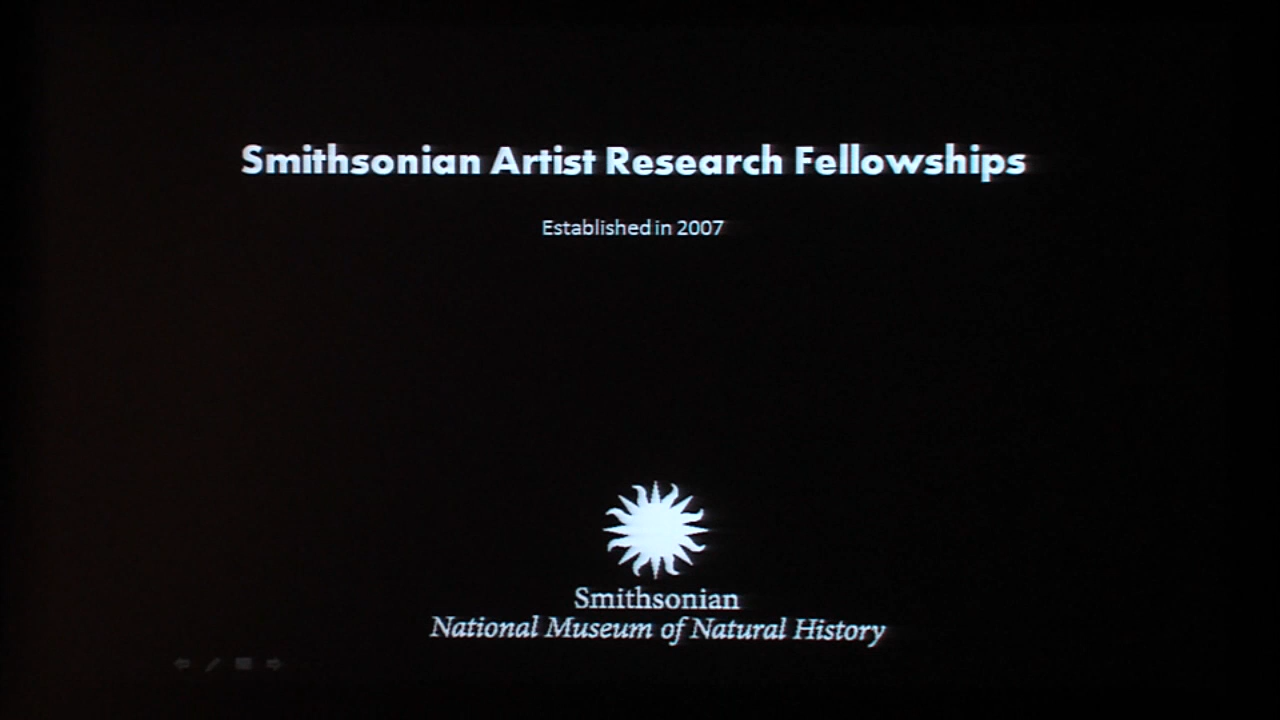 Smithsonian Artist Research Fellowships
Established in 2007
Smithsonian
National Museum of Natural History